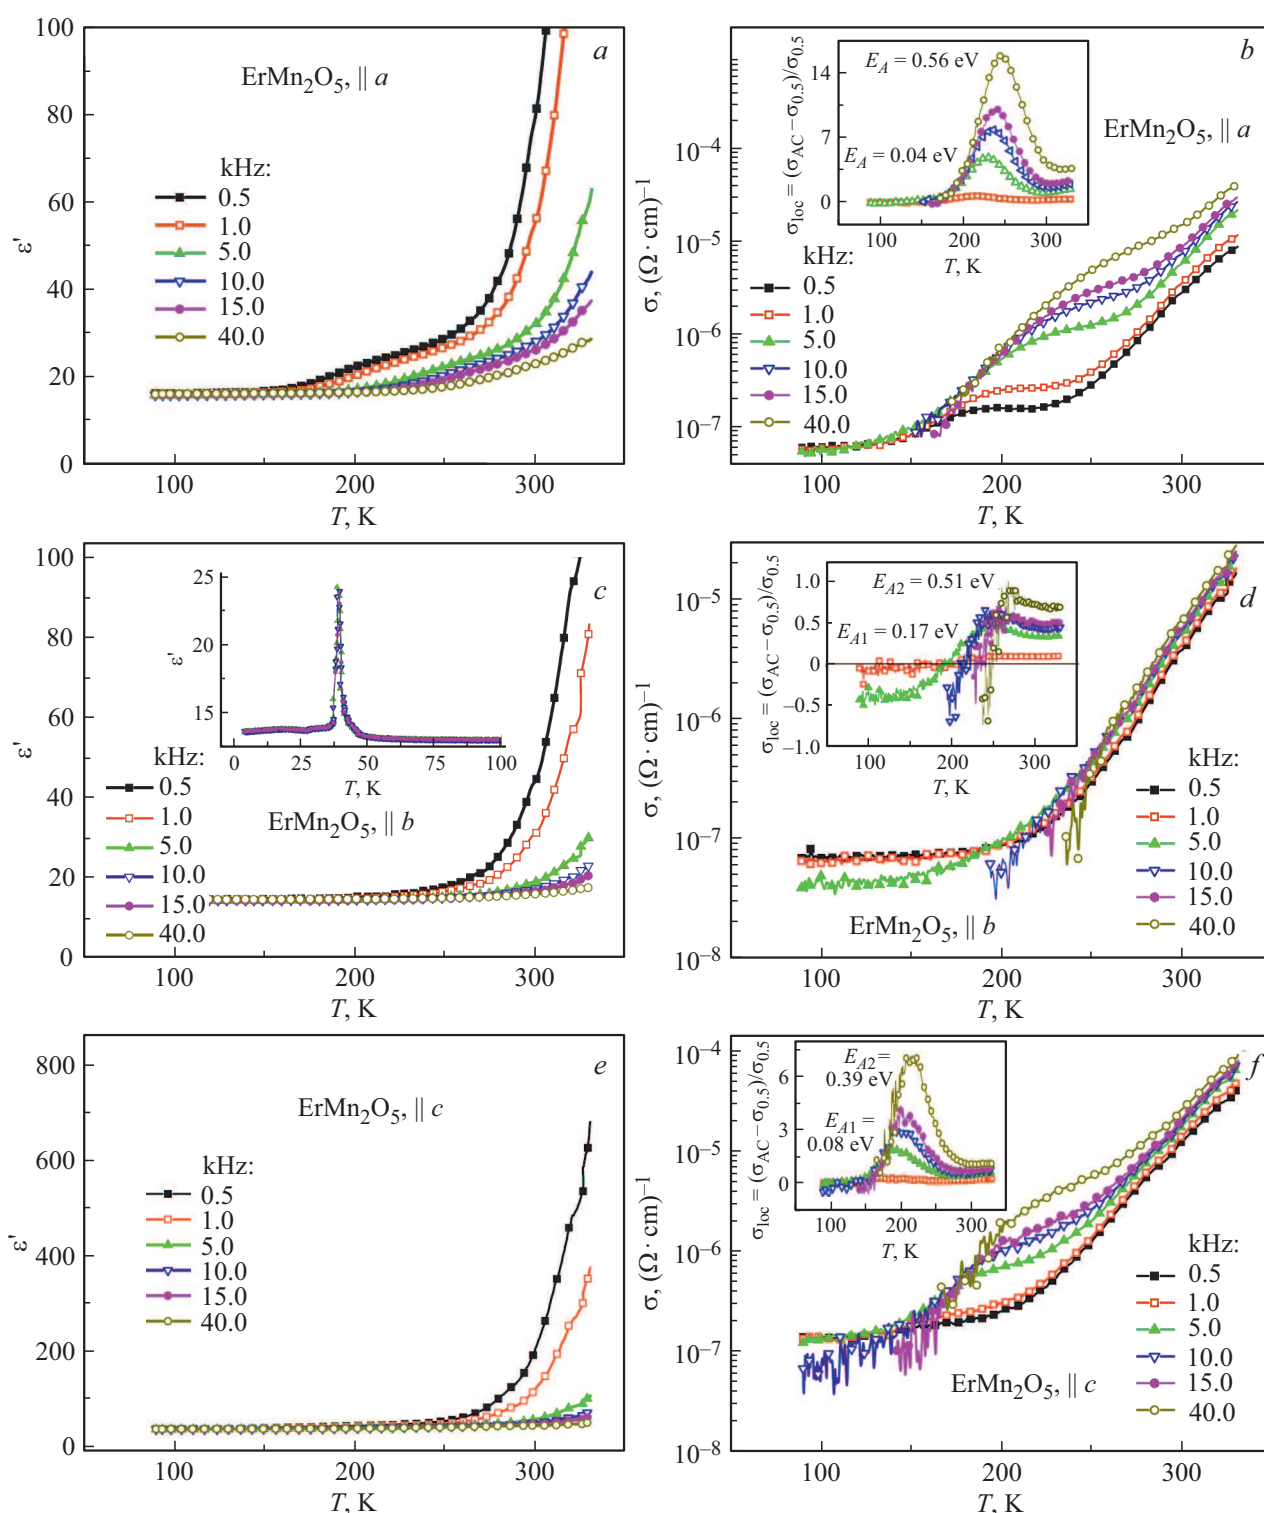 a
ErMn2O5, || a
kHz:
0.5
1.0
5.0
10.0
15.0
40.0
ε'
100
80
60
40
20
0
100
200
300
T, K
b
ErMn2O5, || a
kHz:
0.5
1.0
5.0
10.0
15.0
40.0
σ, (Ω · cm)−1
10−4
10−5
10−6
10−7
100
200
300
T, K
EA = 0.56 eV
EA = 0.04 eV
σloc = (σAC − σ0.5)/σ0.5
14
7
0
100
200
300
T, K
c
ErMn2O5, || b
kHz:
0.5
1.0
5.0
10.0
15.0
40.0
ε'
100
80
60
40
20
0
100
200
300
T, K
ε'
25
21
17
13
0
25
50
75
100
T, K
d
ErMn2O5, || b
kHz:
0.5
1.0
5.0
10.0
15.0
40.0
σ, (Ω · cm)−1
10−5
10−6
10−7
10−8
100
200
300
T, K
EA2 = 0.51 eV
EA1 = 0.17 eV
σloc = (σAC − σ0.5)/σ0.5
1.0
0.5
0
−0.5
−1.0
100
200
300
T, K
e
ErMn2O5, || c
kHz:
0.5
1.0
5.0
10.0
15.0
40.0
ε'
800
600
400
200
0
100
200
300
T, K
f
ErMn2O5, || c
kHz:
0.5
1.0
5.0
10.0
15.0
40.0
σ, (Ω · cm)−1
10−4
10−5
10−6
10−7
10−8
100
200
300
T, K
EA2 =
0.39 eV
EA1 =
0.08 eV
σloc = (σAC − σ0.5)/σ0.5
6
3
0
100
200
300
T, K